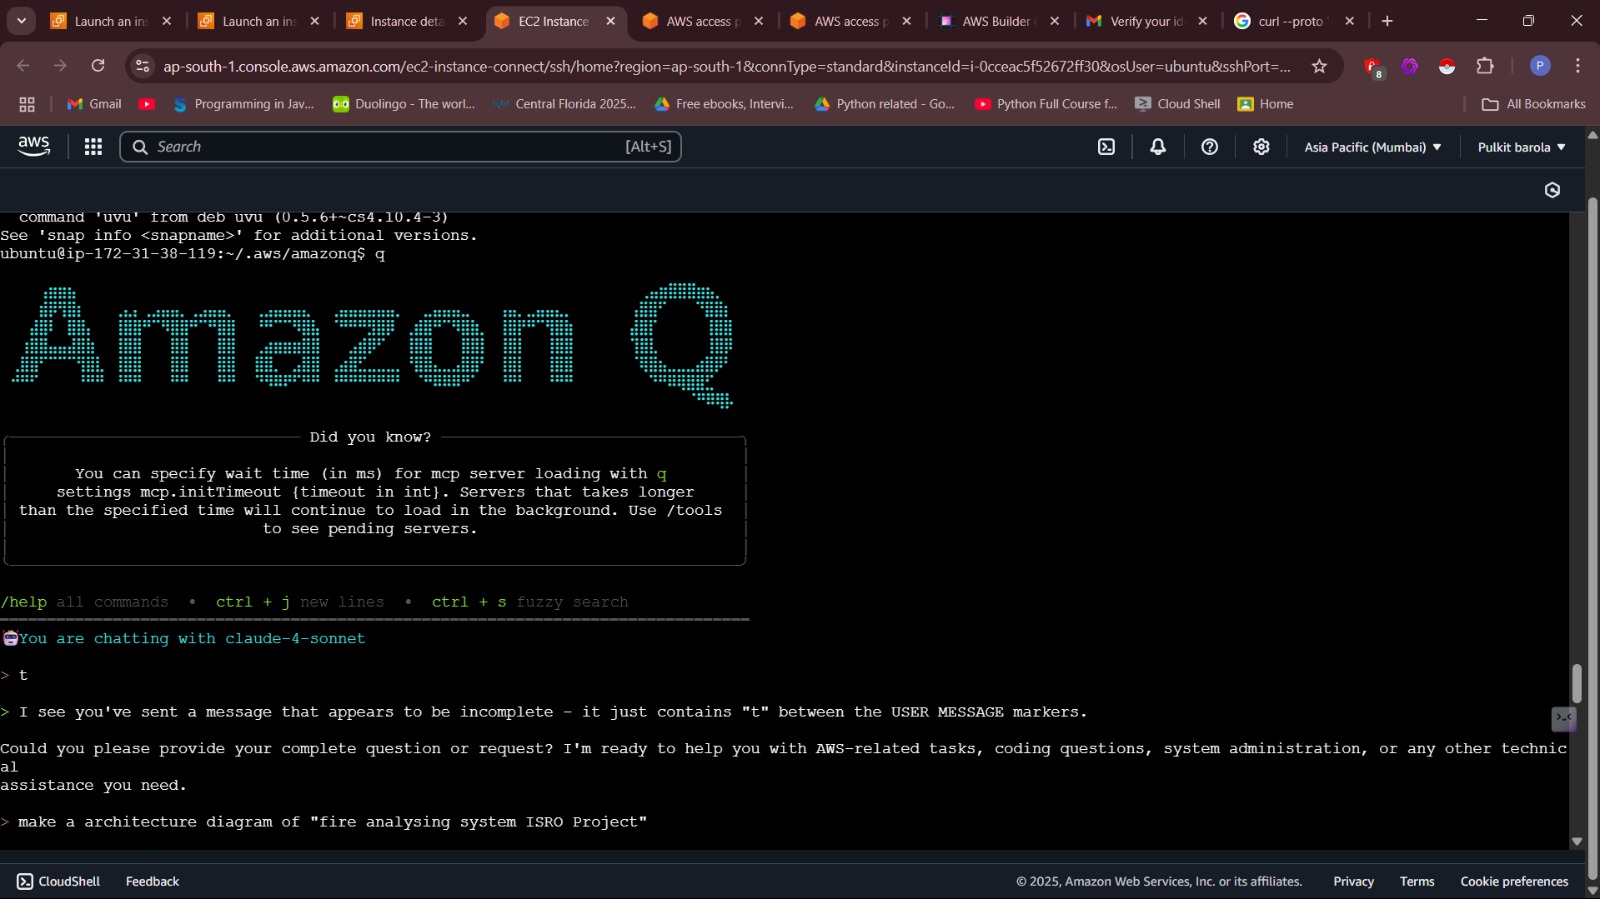 Launch an ins
Launch an ins
Instance deta
EC2 Instance
AWS access p
AWS access p
AWS Builder
Verify your id
curl --proto '
ap-south-1.console.aws.amazon.com/ec2-instance-connect/ssh/home?region=ap-south-1&connType=standard&instanceId=i-0cceac5f52672ff30&osUser=ubuntu&sshPort=...
8
P
Gmail
Programming in Jav...
Duolingo - The worl...
Central Florida 2025...
Free ebooks, Intervi...
Python related - Go...
Python Full Course f...
Cloud Shell
Home
All Bookmarks
aws
Search
[Alt+S]
Asia Pacific (Mumbai)
Pulkit barola
command 'uvu' from deb uvu (0.5.6+~cs4.10.4-3)
See 'snap info <snapname>' for additional versions.
ubuntu@ip-172-31-38-119:~/.aws/amazonq$ q
Amazon Q
Did you know?
You can specify wait time (in ms) for mcp server loading with q
settings mcp.initTimeout {timeout in int}. Servers that takes longer
than the specified time will continue to load in the background. Use /tools
to see pending servers.
/help all commands • ctrl + j new lines • ctrl + s fuzzy search
You are chatting with claude-4-sonnet
> t
> I see you've sent a message that appears to be incomplete - it just contains "t" between the USER MESSAGE markers.
Could you please provide your complete question or request? I'm ready to help you with AWS-related tasks, coding questions, system administration, or any other technic
al
assistance you need.
> make a architecture diagram of "fire analysing system ISRO Project"
CloudShell
Feedback
© 2025, Amazon Web Services, Inc. or its affiliates.
Privacy
Terms
Cookie preferences